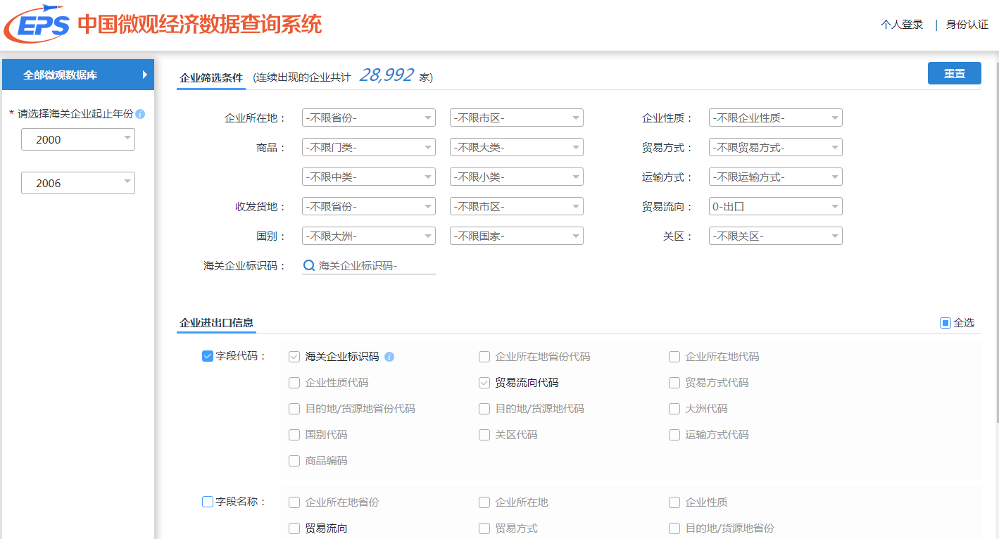 EPS 中国微观经济数据查询系统
个人登录 | 身份认证
全部微观数据库
* 请选择海关企业起止年份 i
2000
2006
企业筛选条件 (连续出现的企业共计 28,992 家)
重置
企业所在地： -不限省份- -不限市区- 企业性质： -不限企业性质-
商品： -不限门类- -不限大类- 贸易方式： -不限贸易方式-
-不限中类- -不限小类- 运输方式： -不限运输方式-
收发货地： -不限省份- -不限市区- 贸易流向： 0-出口
国别： -不限大洲- -不限国家- 关区： -不限关区-
海关企业标识码： 海关企业标识码-
企业进出口信息 全选
字段代码： 海关企业标识码 i 企业所在地省份代码 企业所在地代码
企业性质代码 贸易流向代码 贸易方式代码
目的地/货源地省份代码 目的地/货源地代码 大洲代码
国别代码 关区代码 运输方式代码
商品编码
字段名称： 企业所在地省份 企业所在地 企业性质
贸易流向 贸易方式 目的地/货源地省份